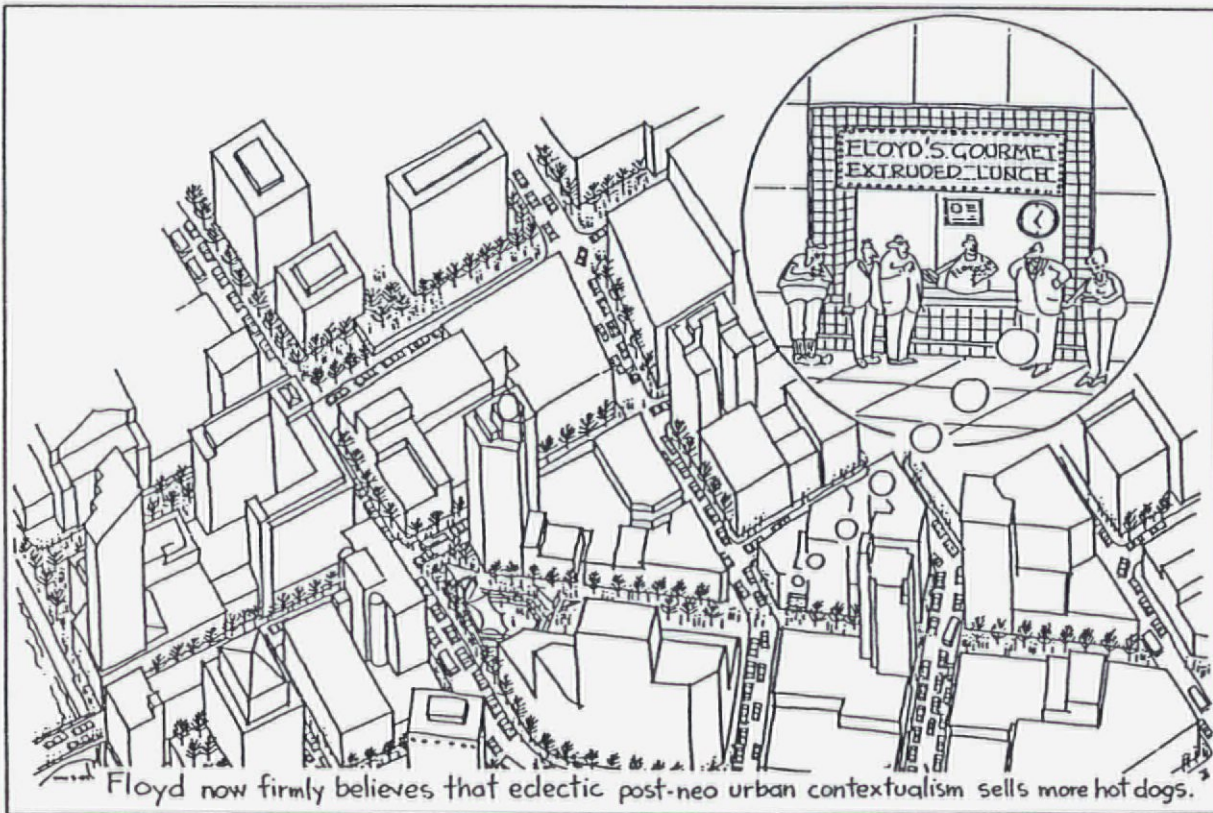 FLOYD'S GOURMET
EXTRUDED LUNCH
Floyd now firmly believes that eclectic post-neo urban contextualism sells more hot dogs.